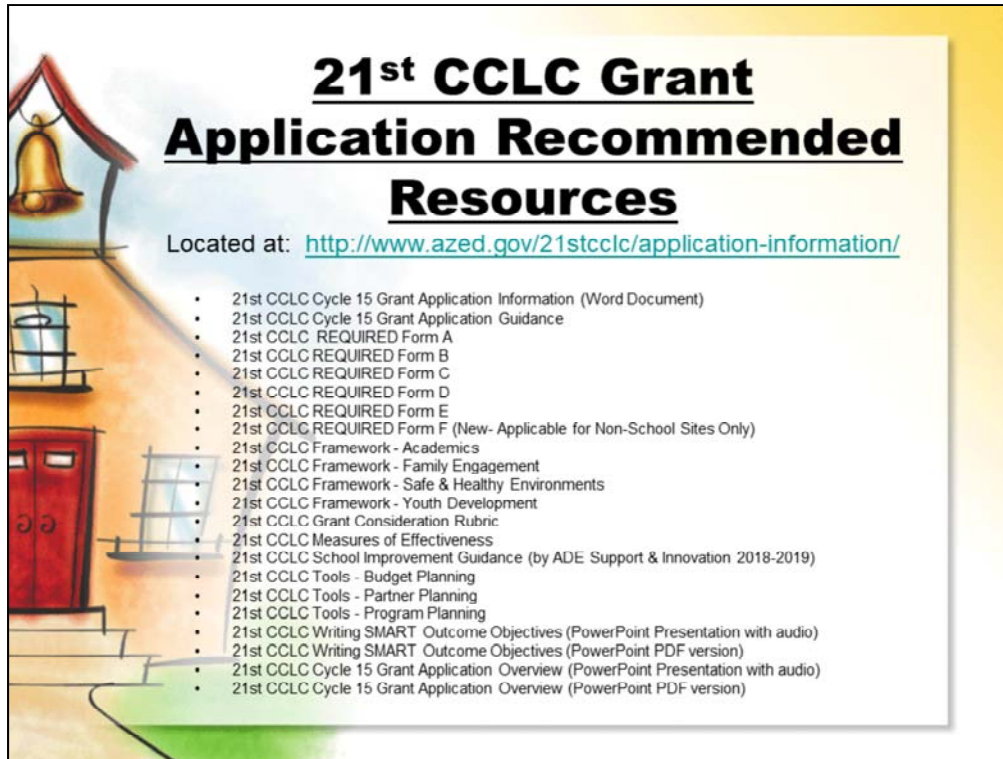 21st CCLC Grant
Application Recommended
Resources
Located at: http://www.azed.gov/21stcclc/application-information/
• 21st CCLC Cycle 15 Grant Application Information (Word Document)
• 21st CCLC Cycle 15 Grant Application Guidance
• 21st CCLC REQUIRED Form A
• 21st CCLC REQUIRED Form B
• 21st CCLC REQUIRED Form C
• 21st CCLC REQUIRED Form D
• 21st CCLC REQUIRED Form E
• 21st CCLC REQUIRED Form F (New- Applicable for Non-School Sites Only)
• 21st CCLC Framework - Academics
• 21st CCLC Framework - Family Engagement
• 21st CCLC Framework - Safe & Healthy Environments
• 21st CCLC Framework - Youth Development
• 21st CCLC Grant Consideration Rubric
• 21st CCLC Measures of Effectiveness
• 21st CCLC School Improvement Guidance (by ADE Support & Innovation 2018-2019)
• 21st CCLC Tools - Budget Planning
• 21st CCLC Tools - Partner Planning
• 21st CCLC Tools - Program Planning
• 21st CCLC Writing SMART Outcome Objectives (PowerPoint Presentation with audio)
• 21st CCLC Writing SMART Outcome Objectives (PowerPoint PDF version)
• 21st CCLC Cycle 15 Grant Application Overview (PowerPoint Presentation with audio)
• 21st CCLC Cycle 15 Grant Application Overview (PowerPoint PDF version)